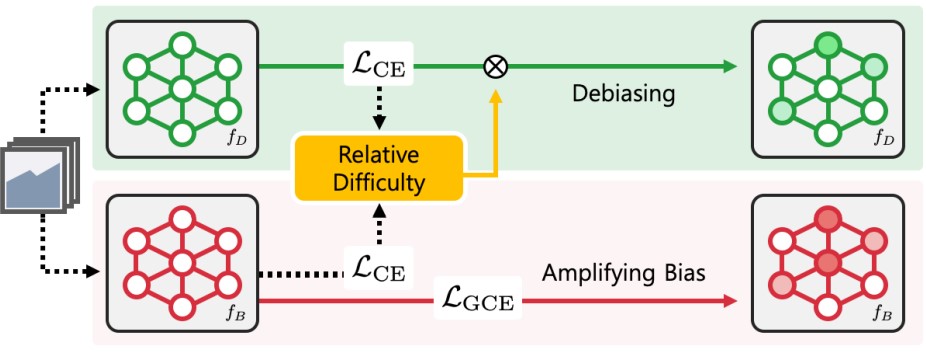 f_D
ℒ_CE
Debiasing
f_D
Relative
Difficulty
f_B
ℒ_CE
Amplifying Bias
ℒ_GCE
f_B